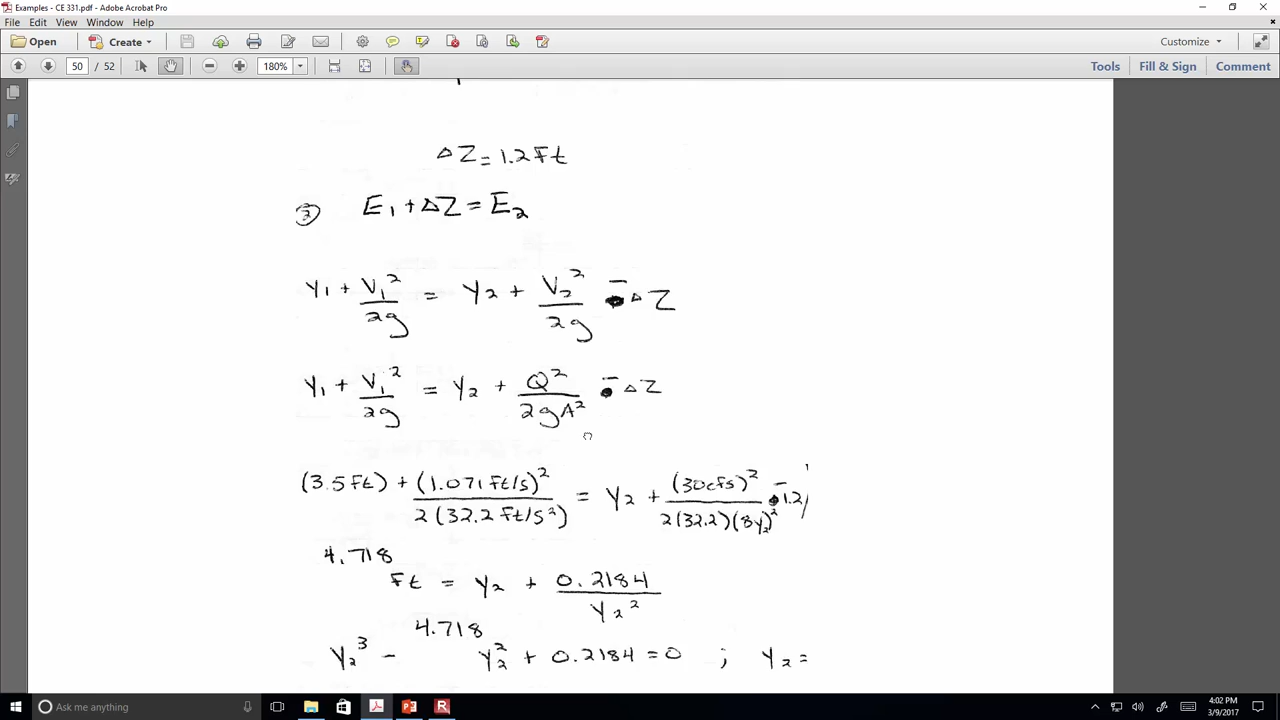 Examples - CE 331.pdf - Adobe Acrobat Pro
File Edit View Window Help
Open Create Customize
50 / 52 180% Tools Fill & Sign Comment
ΔZ = 1.2 Ft
② E₁ + ΔZ = E₂
Y₁ + V₁²/2g = Y₂ + V₂²/2g - ΔZ
Y₁ + V₁²/2g = Y₂ + Q²/2gA² - ΔZ
(3.5 ft) + (1.071 ft/s)²/2(32.2 ft/s²) = Y₂ + (30cfs)²/2(32.2)(8y₂)² - 1.2
4.718
Ft = Y₂ + 0.2184/Y₂²
4.718
Y₂³ - Y₂² + 0.2184 = 0 ; Y₂ =
Ask me anything
4:02 PM
3/9/2017